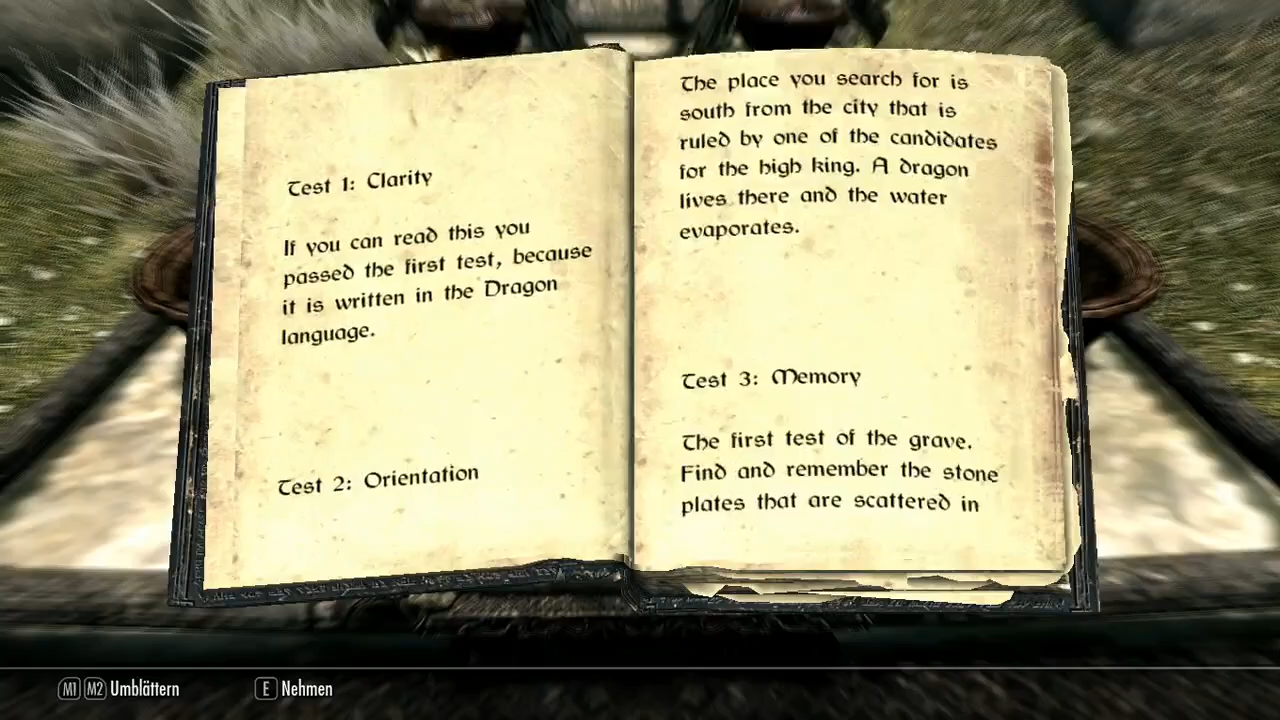 Test 1: Clarity
If you can read this you
passed the first test, because
it is written in the Dragon
language.
Test 2: Orientation
The place you search for is
south from the city that is
ruled by one of the candidates
for the high king. A dragon
lives there and the water
evaporates.
Test 3: Memory
The first test of the grave.
Find and remember the stone
plates that are scattered in
M1 M2 Umblättern
E Nehmen